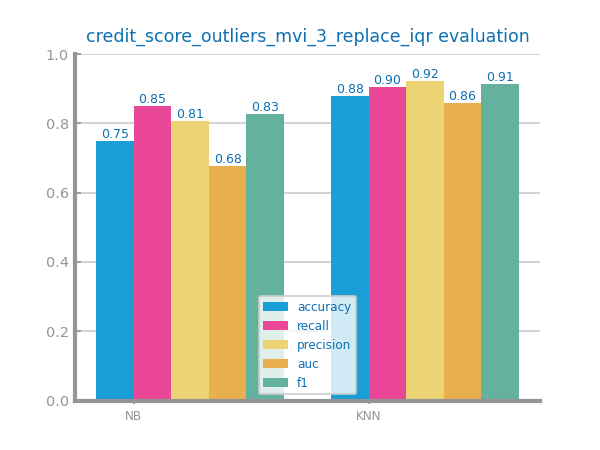 credit_score_outliers_mvi_3_replace_iqr evaluation
1.0
0.8
0.6
0.4
0.2
0.0
0.75
0.85
0.81
0.68
0.83
0.88
0.90
0.92
0.86
0.91
accuracy
recall
precision
auc
f1
NB
KNN